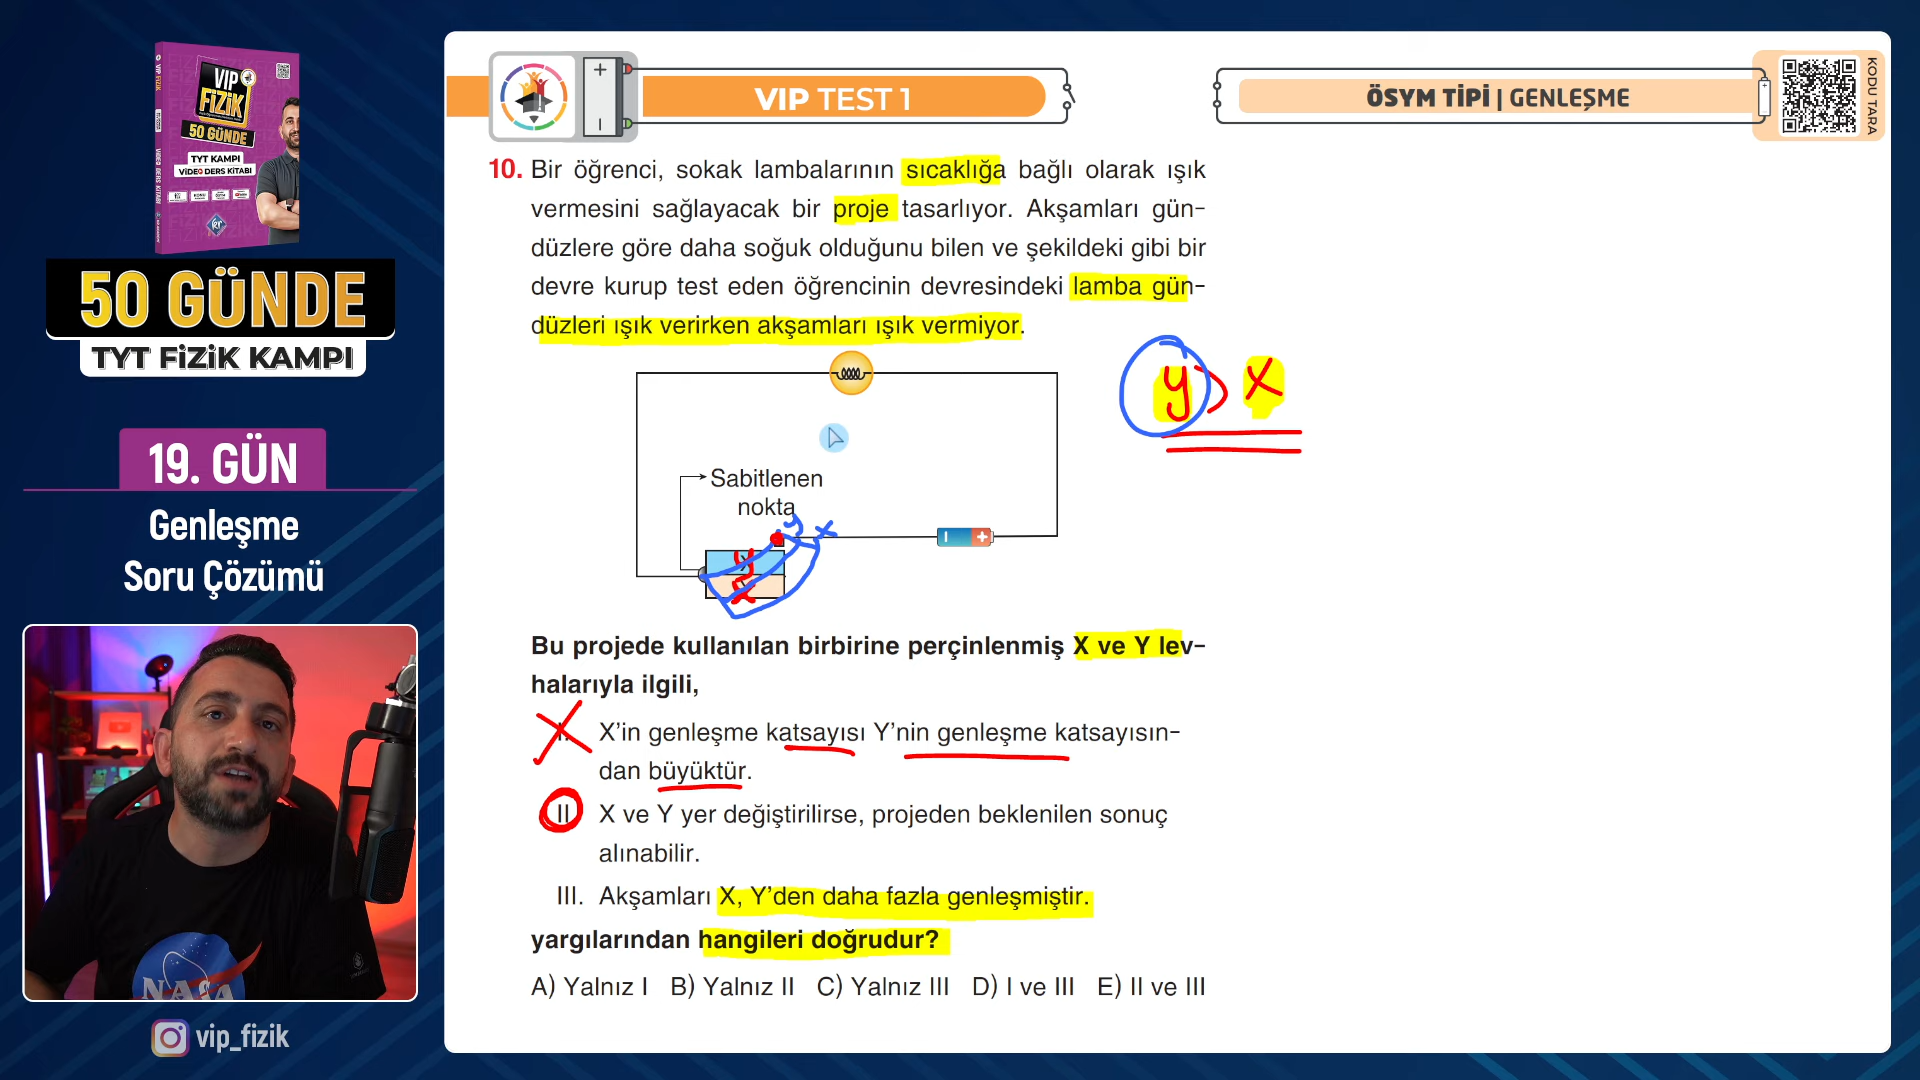 VIP
FİZİK
50 GÜNDE
TYT KAMPI
VİDEO DERS KİTABI
50 GÜNDE
TYT FİZİK KAMPI
19. GÜN
Genleşme
Soru Çözümü
NASA
vip_fizik
VIP TEST 1
ÖSYM TİPİ | GENLEŞME
KODU TARA
10. Bir öğrenci, sokak lambalarının sıcaklığa bağlı olarak ışık
vermesini sağlayacak bir proje tasarlıyor. Akşamları gün-
düzlere göre daha soğuk olduğunu bilen ve şekildeki gibi bir
devre kurup test eden öğrencinin devresindeki lamba gün-
düzleri ışık verirken akşamları ışık vermiyor.
y > x
Sabitlenen
nokta
y x
y
x
Bu projede kullanılan birbirine perçinlenmiş X ve Y lev-
halarıyla ilgili,
I. X'in genleşme katsayısı Y'nin genleşme katsayısın-
dan büyüktür.
II X ve Y yer değiştirilirse, projeden beklenilen sonuç
alınabilir.
III. Akşamları X, Y'den daha fazla genleşmiştir.
yargılarından hangileri doğrudur?
A) Yalnız I B) Yalnız II C) Yalnız III D) I ve III E) II ve III